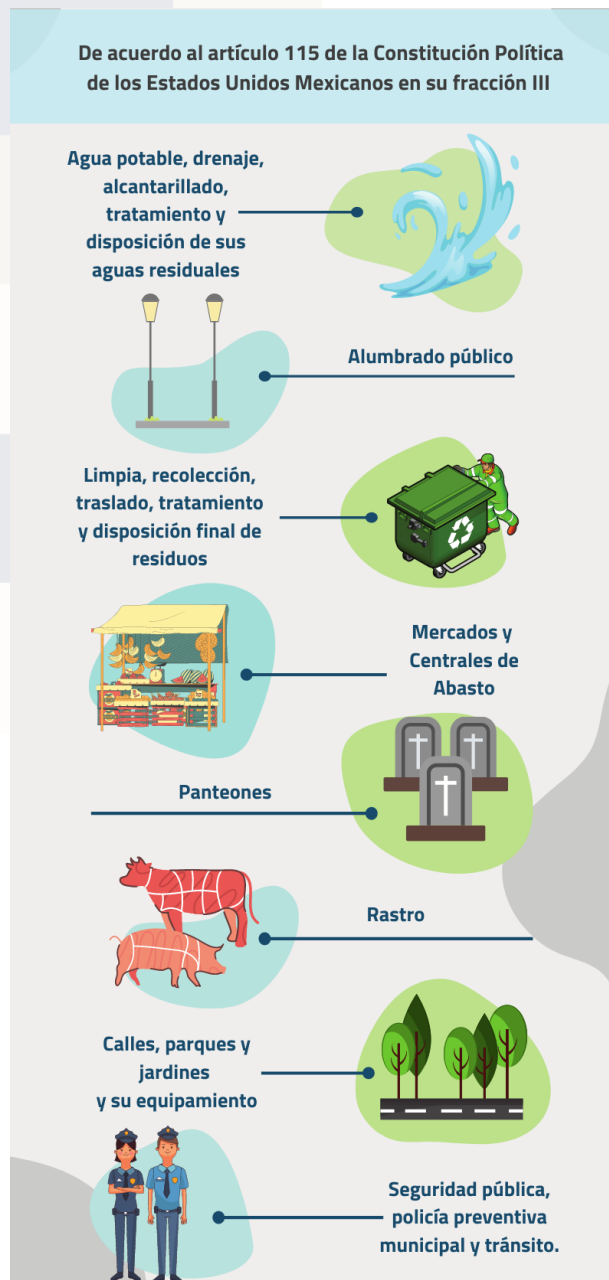 De acuerdo al artículo 115 de la Constitución Política
de los Estados Unidos Mexicanos en su fracción III
Agua potable, drenaje,
alcantarillado,
tratamiento y
disposición de sus
aguas residuales
Alumbrado público
Limpia, recolección,
traslado, tratamiento
y disposición final de
residuos
Mercados y
Centrales de
Abasto
Panteones
Rastro
Calles, parques y
jardines
y su equipamiento
Seguridad pública,
policía preventiva
municipal y tránsito.